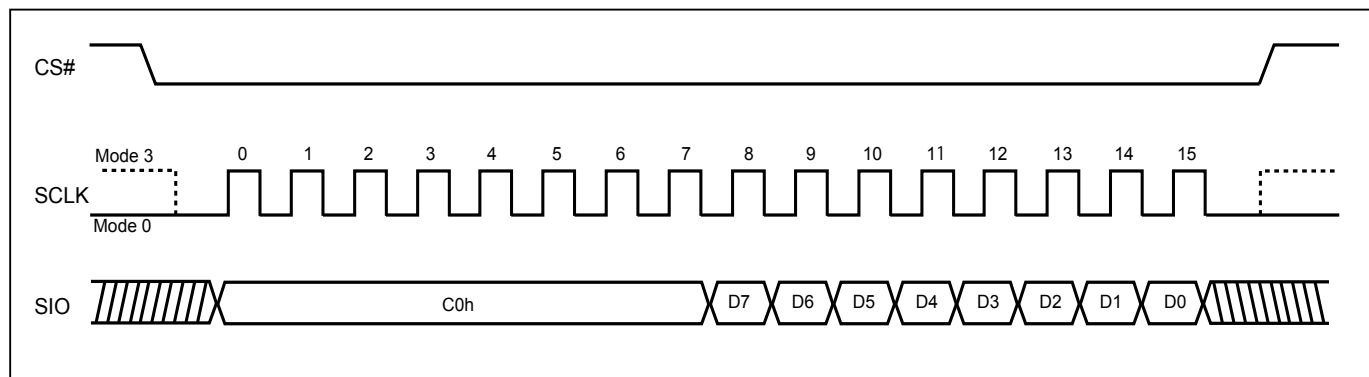 CS#
Mode 3
0 1 2 3 4 5 6 7 8 9 10 11 12 13 14 15
SCLK
Mode 0
SIO C0h D7 D6 D5 D4 D3 D2 D1 D0